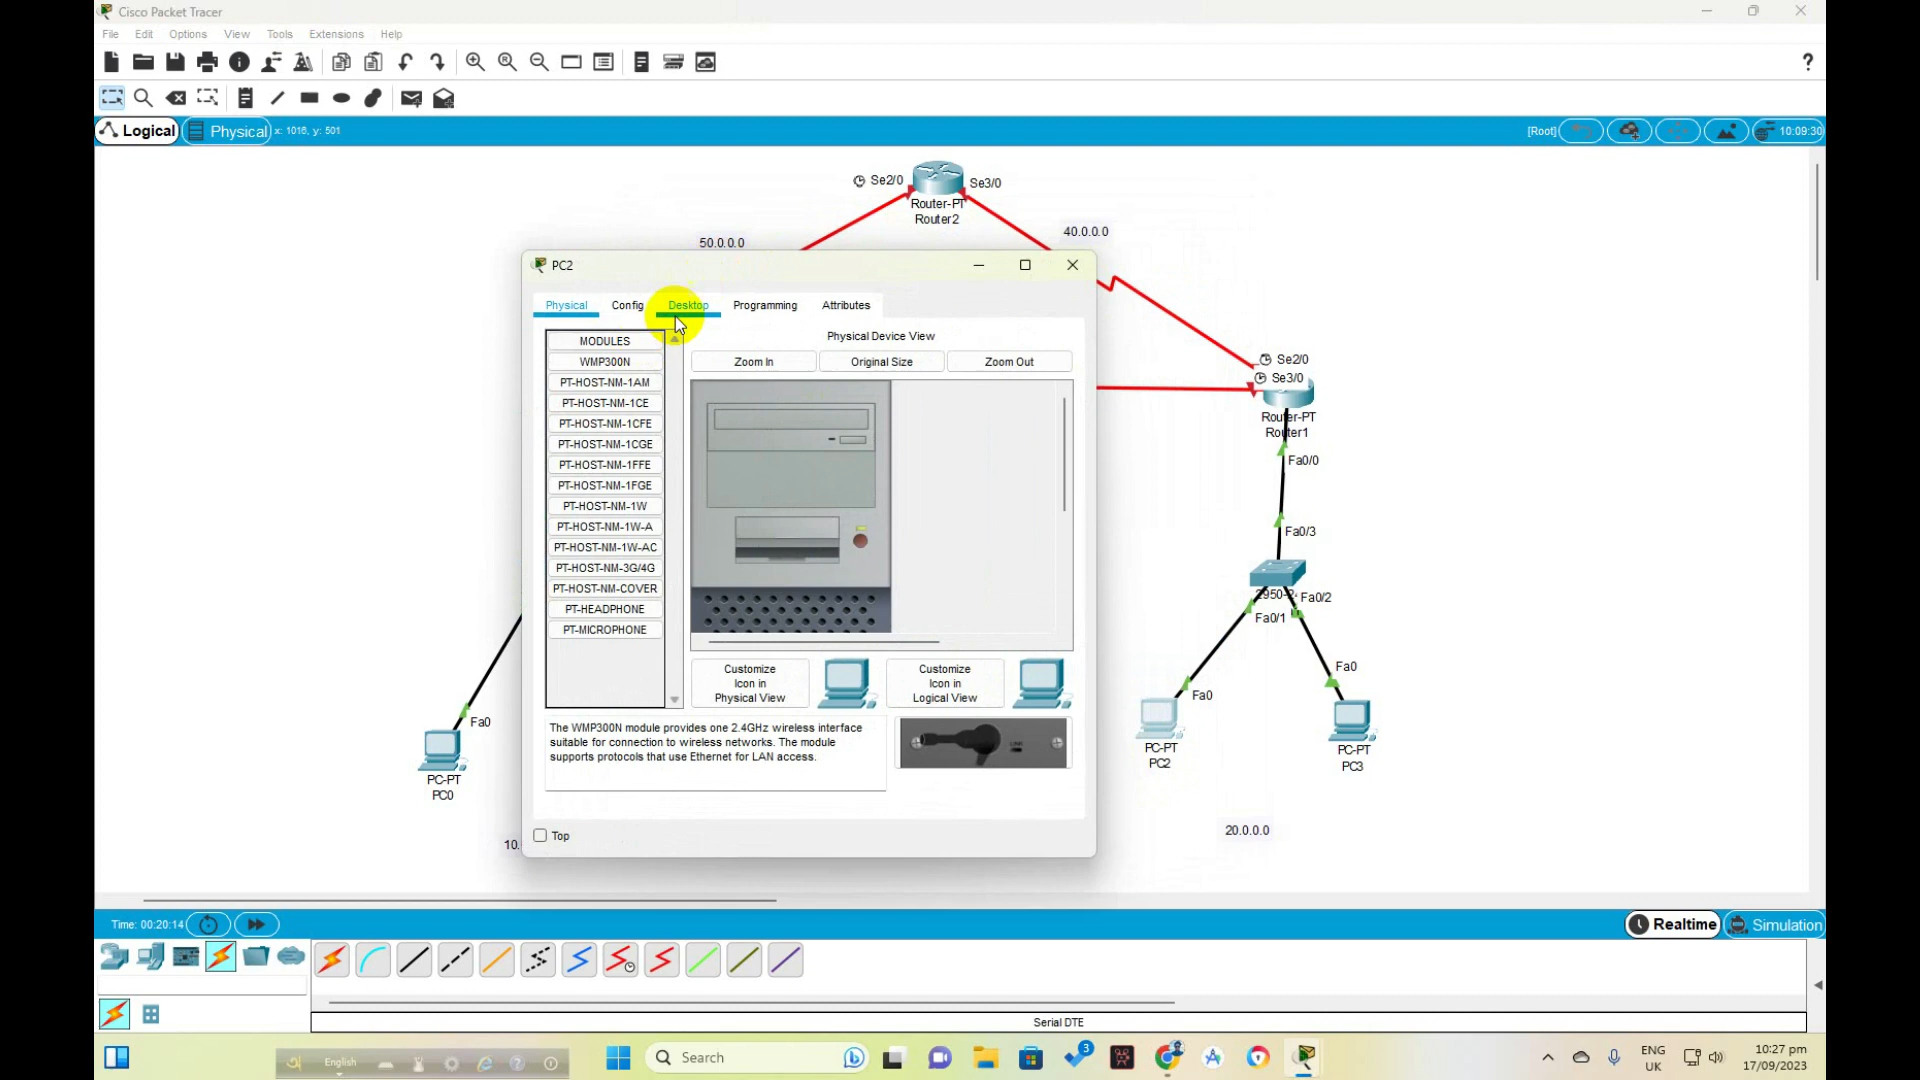 Cisco Packet Tracer
File Edit Options View Tools Extensions Help
?
Logical Physical x: 1016, y: 501 [Root] 10:09:30
Se2/0 Se3/0
Router-PT
Router2
50.0.0.0 40.0.0.0
PC2
Physical Config Desktop Programming Attributes
MODULES
WMP300N
PT-HOST-NM-1AM
PT-HOST-NM-1CE
PT-HOST-NM-1CFE
PT-HOST-NM-1CGE
PT-HOST-NM-1FFE
PT-HOST-NM-1FGE
PT-HOST-NM-1W
PT-HOST-NM-1W-A
PT-HOST-NM-1W-AC
PT-HOST-NM-3G/4G
PT-HOST-NM-COVER
PT-HEADPHONE
PT-MICROPHONE
Physical Device View
Zoom In Original Size Zoom Out
Customize
Icon in
Physical View
Customize
Icon in
Logical View
The WMP300N module provides one 2.4GHz wireless interface
suitable for connection to wireless networks. The module
supports protocols that use Ethernet for LAN access.
Top
Se2/0
Se3/0
Router-PT
Router1
Fa0/0
Fa0/3
2950-2
Fa0/2
Fa0/1
Fa0
Fa0
PC-PT
PC2
PC-PT
PC3
20.0.0.0
Fa0
PC-PT
PC0
10.
Time: 00:20:14 Realtime Simulation
Serial DTE
English
Search
3
ENG
UK
10:27 pm
17/09/2023